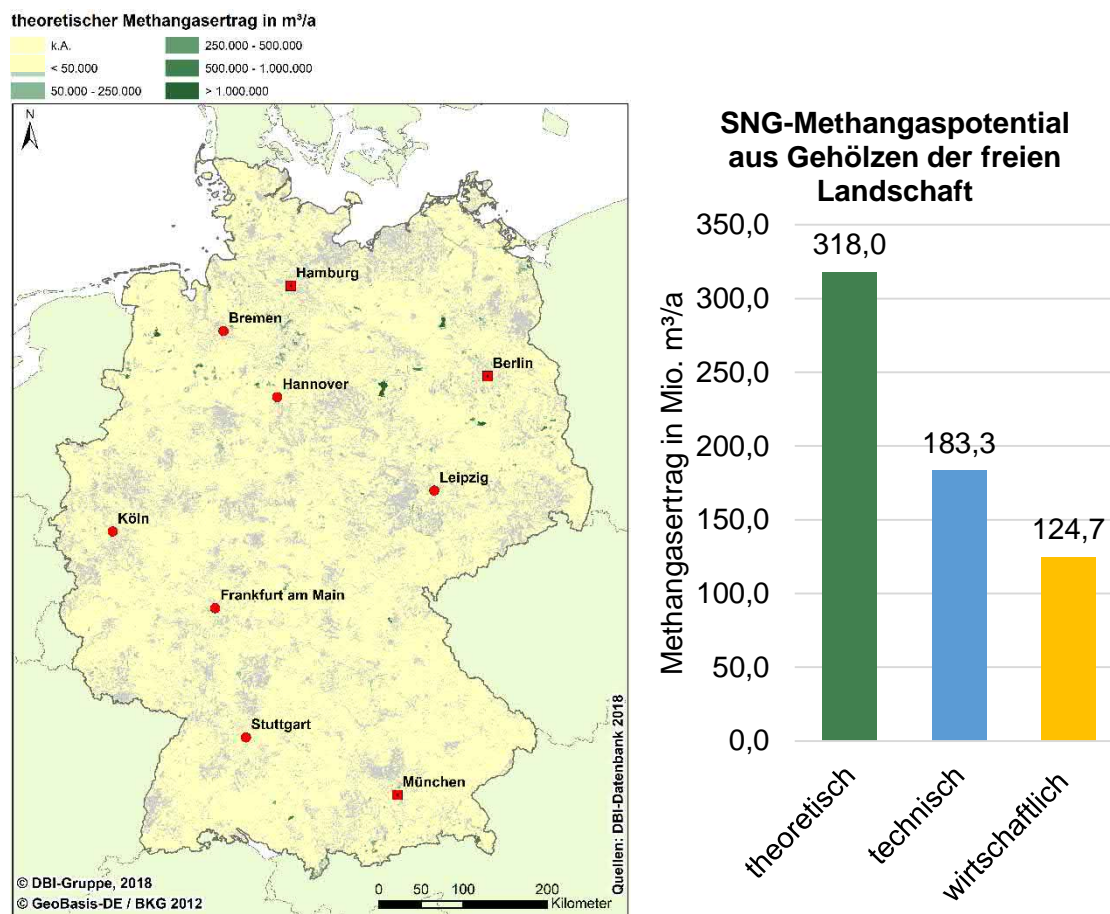 theoretischer Methangasertrag in m³/a
k.A.
< 50.000
50.000 - 250.000
250.000 - 500.000
500.000 - 1.000.000
> 1.000.000
N
Hamburg
Bremen
Berlin
Hannover
Leipzig
Köln
Frankfurt am Main
Stuttgart
München
© DBI-Gruppe, 2018
© GeoBasis-DE / BKG 2012
0 50 100 200
Kilometer
Quellen: DBI-Datenbank 2018
SNG-Methangaspotential
aus Gehölzen der freien
Landschaft
Methangasertrag in Mio. m³/a
350,0
300,0
250,0
200,0
150,0
100,0
50,0
0,0
318,0
183,3
124,7
theoretisch
technisch
wirtschaftlich